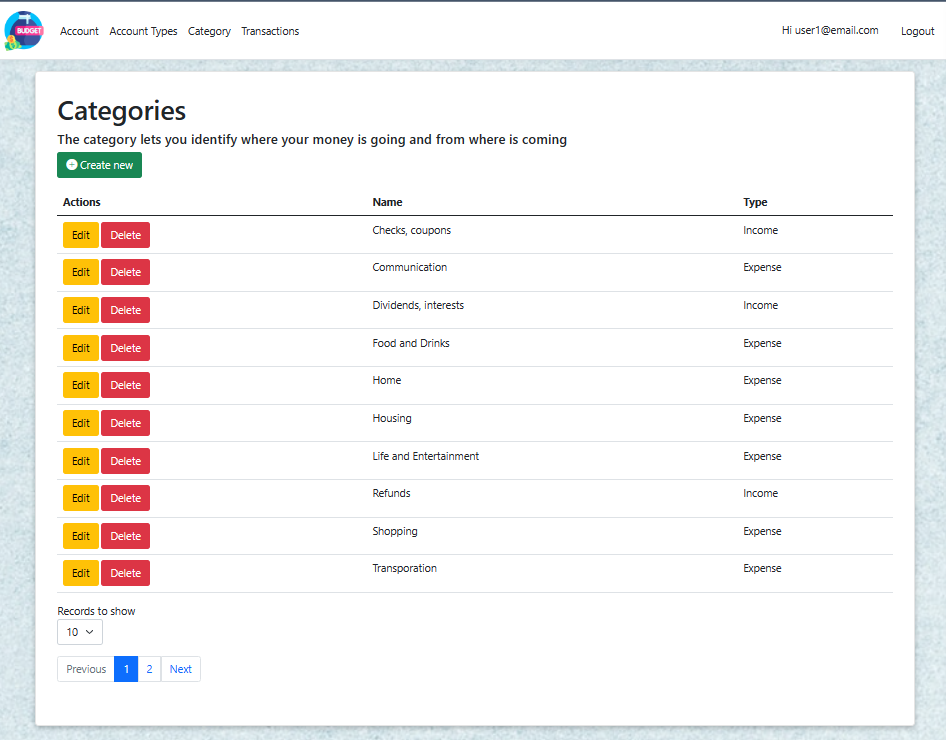 BUDGET
Account Account Types Category Transactions Hi user1@email.com Logout
Categories
The category lets you identify where your money is going and from where is coming
Create new
Actions Name Type
Edit Delete Checks, coupons Income
Edit Delete Communication Expense
Edit Delete Dividends, interests Income
Edit Delete Food and Drinks Expense
Edit Delete Home Expense
Edit Delete Housing Expense
Edit Delete Life and Entertainment Expense
Edit Delete Refunds Income
Edit Delete Shopping Expense
Edit Delete Transporation Expense
Records to show
10
Previous 1 2 Next